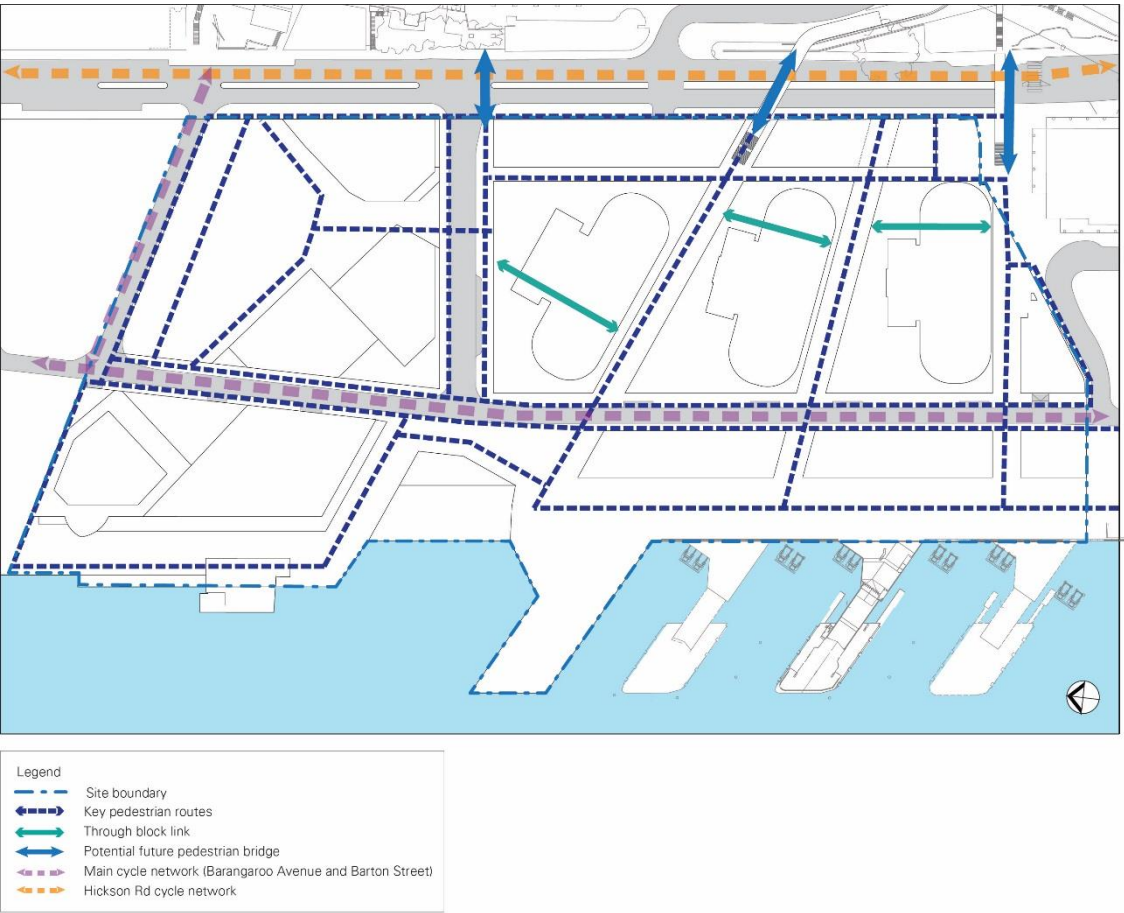 Legend
Site boundary
Key pedestrian routes
Through block link
Potential future pedestrian bridge
Main cycle network (Barangaroo Avenue and Barton Street)
Hickson Rd cycle network